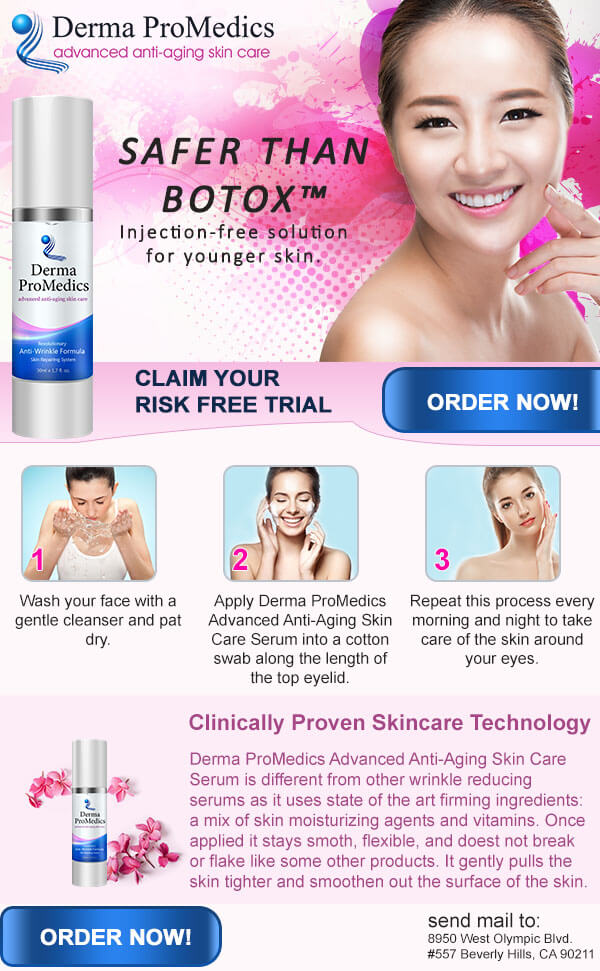 Derma ProMedics
advanced anti-aging skin care
SAFER THAN
BOTOX™
Injection-free solution
for younger skin.
Derma
ProMedics
advanced anti-aging skin care
Revolutionary
Anti-Wrinkle Formula
Skin Repairing System
50ml e 1.7 fl. oz.
CLAIM YOUR
RISK FREE TRIAL
ORDER NOW!
1
Wash your face with a
gentle cleanser and pat
dry.
2
Apply Derma ProMedics
Advanced Anti-Aging Skin
Care Serum into a cotton
swab along the length of
the top eyelid.
3
Repeat this process every
morning and night to take
care of the skin around
your eyes.
Clinically Proven Skincare Technology
Derma ProMedics Advanced Anti-Aging Skin Care
Serum is different from other wrinkle reducing
serums as it uses state of the art firming ingredients:
a mix of skin moisturizing agents and vitamins. Once
applied it stays smoth, flexible, and doest not break
or flake like some other products. It gently pulls the
skin tighter and smoothen out the surface of the skin.
Derma
ProMedics
Anti-Wrinkle Formula
ORDER NOW!
send mail to:
8950 West Olympic Blvd.
#557 Beverly Hills, CA 90211